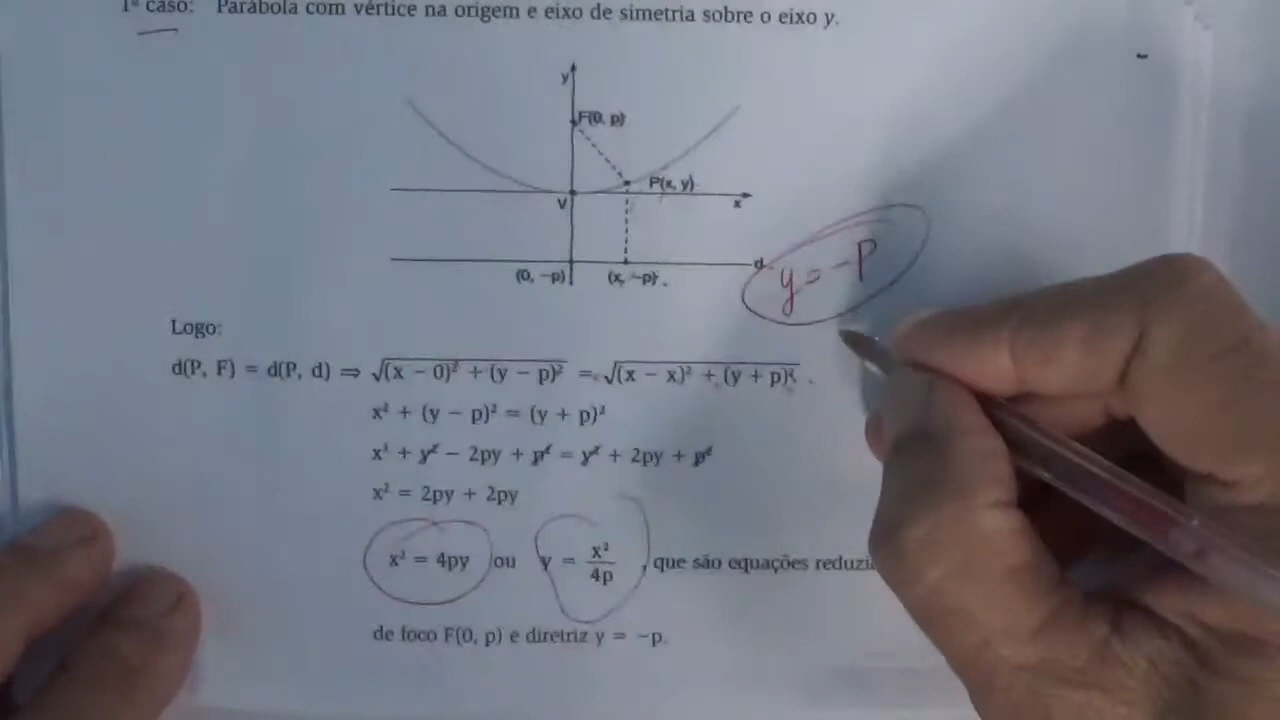 1º caso: Parábola com vértice na origem e eixo de simetria sobre o eixo y.
y
F(0, p)
P(x, y)
V
x
d
y = -P
(0, −p)
(x, −p)
Logo:
d(P, F) = d(P, d) ⇒ √(x − 0)² + (y − p)² = √(x − x)² + (y + p)² .
x² + (y − p)² = (y + p)²
x² + y² − 2py + p² = y² + 2py + p²
x² = 2py + 2py
x² = 4py ou y = x²/4p , que são equações
de foco F(0, p) e diretriz y = −p.